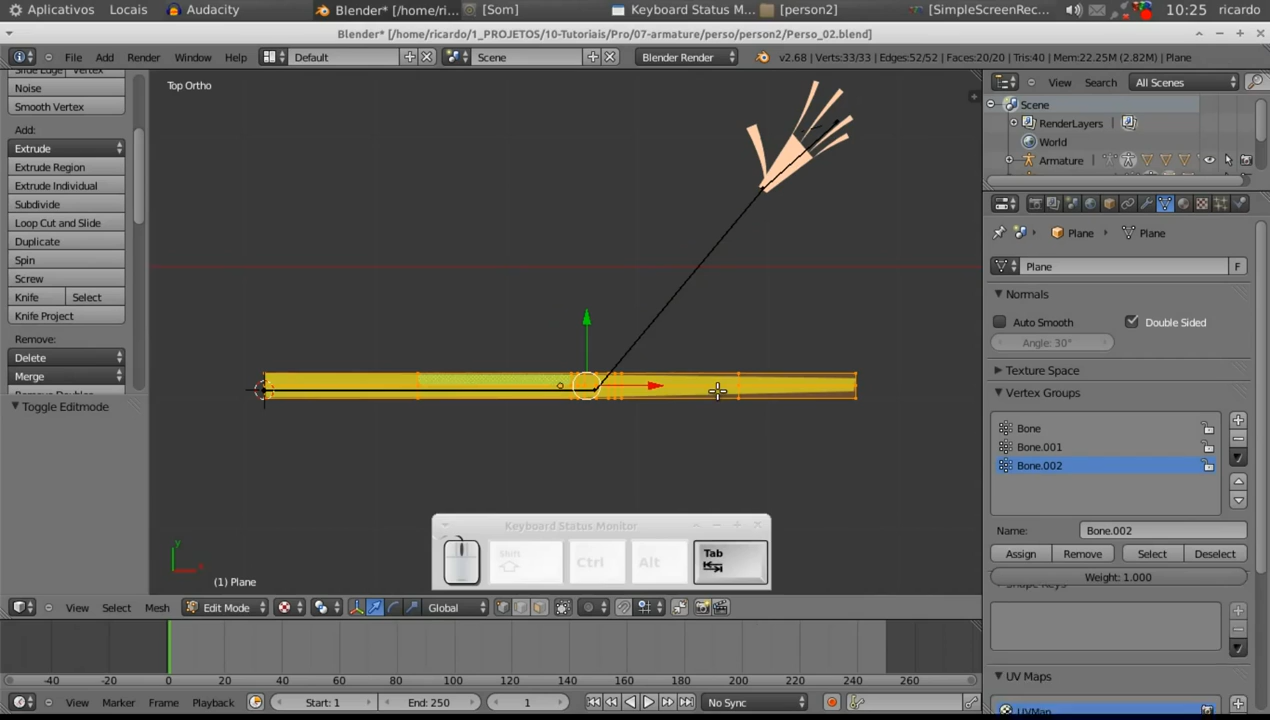 Aplicativos Locais Audacity Blender* [/home/ri... [Som] Keyboard Status M... [person2] [SimpleScreenRec... 10:25 ricardo
Blender* [/home/ricardo/1_PROJETOS/10-Tutoriais/Pro/07-armature/perso/person2/Perso_02.blend]
File Add Render Window Help Default Scene Blender Render v2.68 | Verts:33/33 | Edges:52/52 | Faces:20/20 | Tris:40 | Mem:22.25M (2.82M) | Plane
Slide Edge Vertex
Noise
Smooth Vertex
Add:
Extrude
Extrude Region
Extrude Individual
Subdivide
Loop Cut and Slide
Duplicate
Spin
Screw
Knife Select
Knife Project
Remove:
Delete
Merge
Toggle Editmode
Top Ortho
Keyboard Status Monitor
Shift Ctrl Alt Tab
y
x
(1) Plane
View Select Mesh Edit Mode Global
-40 -20 0 20 40 60 80 100 120 140 160 180 200 220 240 260
View Marker Frame Playback Start: 1 End: 250 1 No Sync
View Search All Scenes
Scene
RenderLayers
World
Armature
Plane Plane
Plane F
Normals
Auto Smooth Double Sided
Angle: 30°
Texture Space
Vertex Groups
Bone
Bone.001
Bone.002
Name: Bone.002
Assign Remove Select Deselect
Weight: 1.000
Shape Keys
UV Maps
UVMap